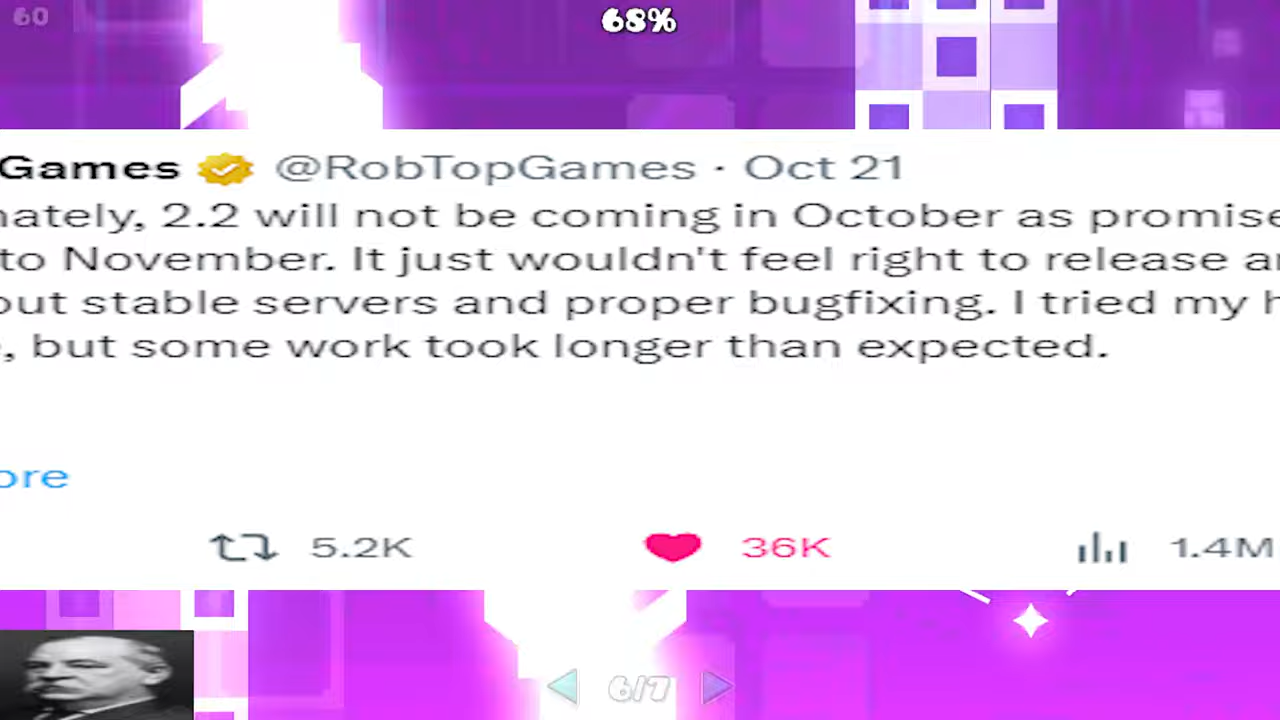 60
68%
Games @RobTopGames · Oct 21
nately, 2.2 will not be coming in October as promise
to November. It just wouldn't feel right to release
out stable servers and proper bugfixing. I tried my
, but some work took longer than expected.
ore
5.2K 36K 1.4M
6/7